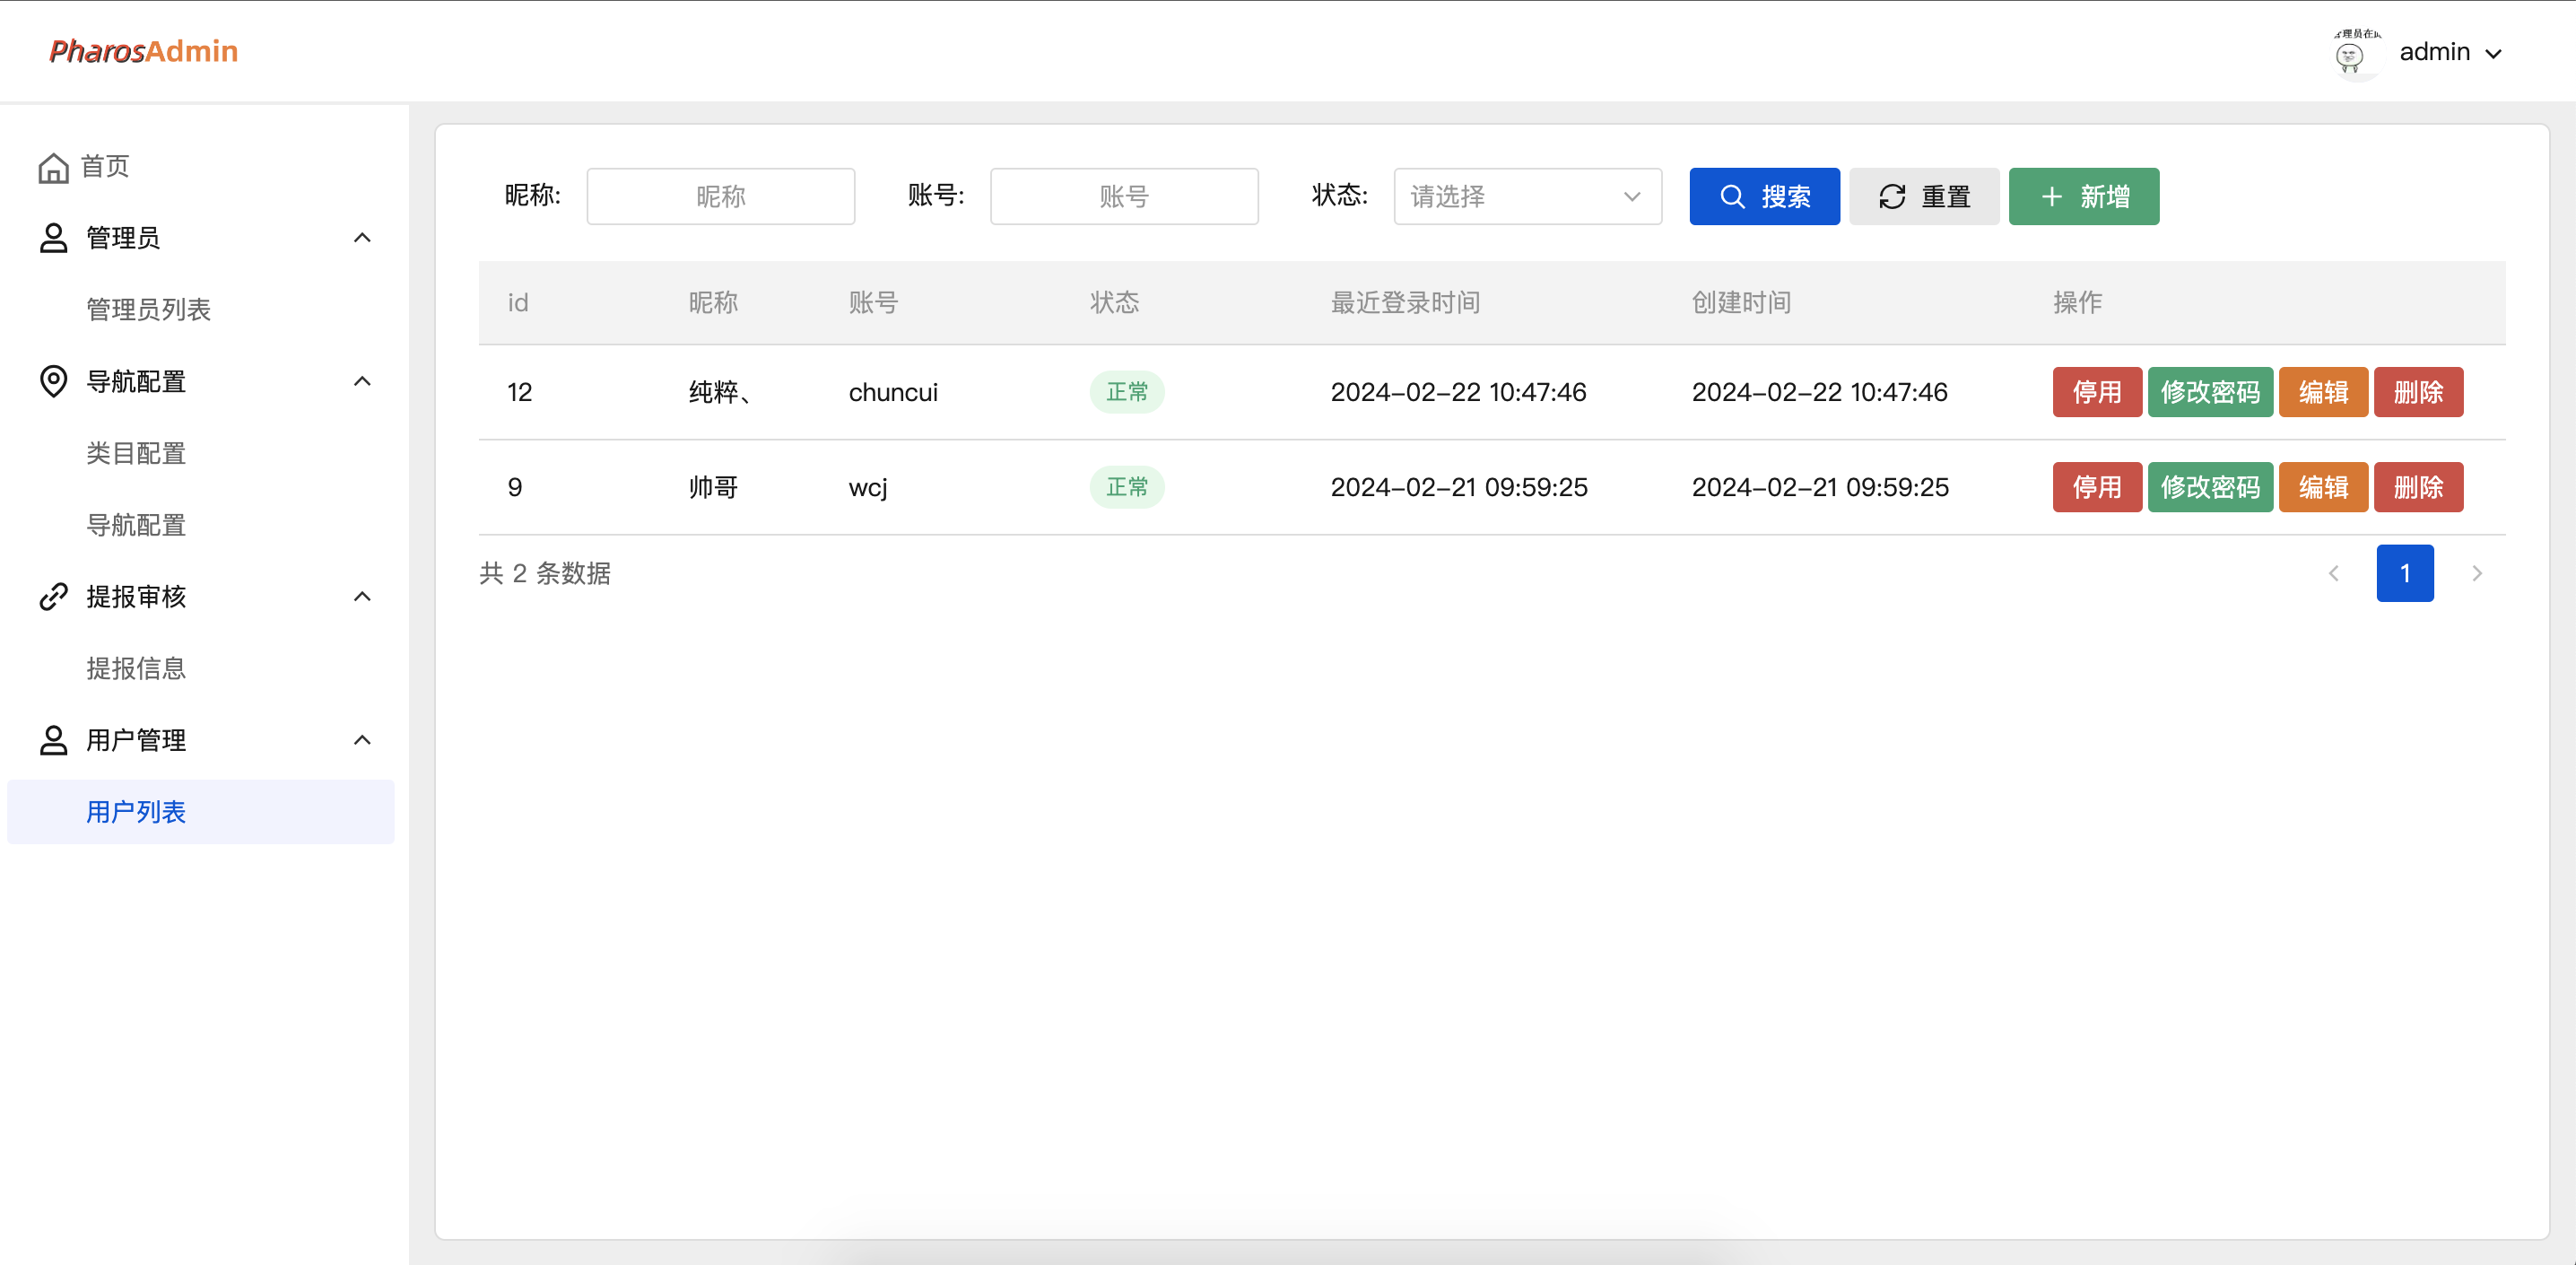 PharosAdmin
理员在
admin
首页
管理员
管理员列表
导航配置
类目配置
导航配置
提报审核
提报信息
用户管理
用户列表
昵称: 昵称 账号: 账号 状态: 请选择 搜索 重置 新增
id 昵称 账号 状态 最近登录时间 创建时间 操作
12 纯粹、 chuncui 正常 2024-02-22 10:47:46 2024-02-22 10:47:46 停用 修改密码 编辑 删除
9 帅哥 wcj 正常 2024-02-21 09:59:25 2024-02-21 09:59:25 停用 修改密码 编辑 删除
共 2 条数据 1